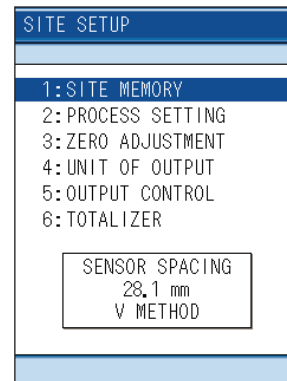 SITE SETUP
1:SITE MEMORY
2:PROCESS SETTING
3:ZERO ADJUSTMENT
4:UNIT OF OUTPUT
5:OUTPUT CONTROL
6:TOTALIZER
SENSOR SPACING
28.1 mm
V METHOD